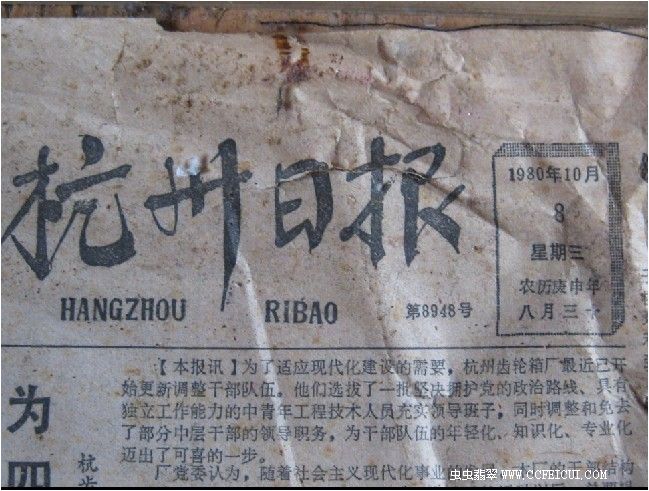 杭州日报
HANGZHOU RIBAO
第8948号
1980年10月
8
星期三
农历庚申年
八月三十
为
四
杭
【本报讯】为了适应现代化建设的需要,杭州齿轮箱厂最近已开
始更新调整干部队伍。他们选拔了一批坚决拥护党的政治路线、具有
独立工作能力的中青年工程技术人员充实领导班子;同时调整和免去
了部分中层干部的领导职务,为干部队伍的年轻化、知识化、专业化
迈出了可喜的一步。
厂党委认为,随着社会主义现代化事业
虫虫翡翠 www.CCFEICUI.COM